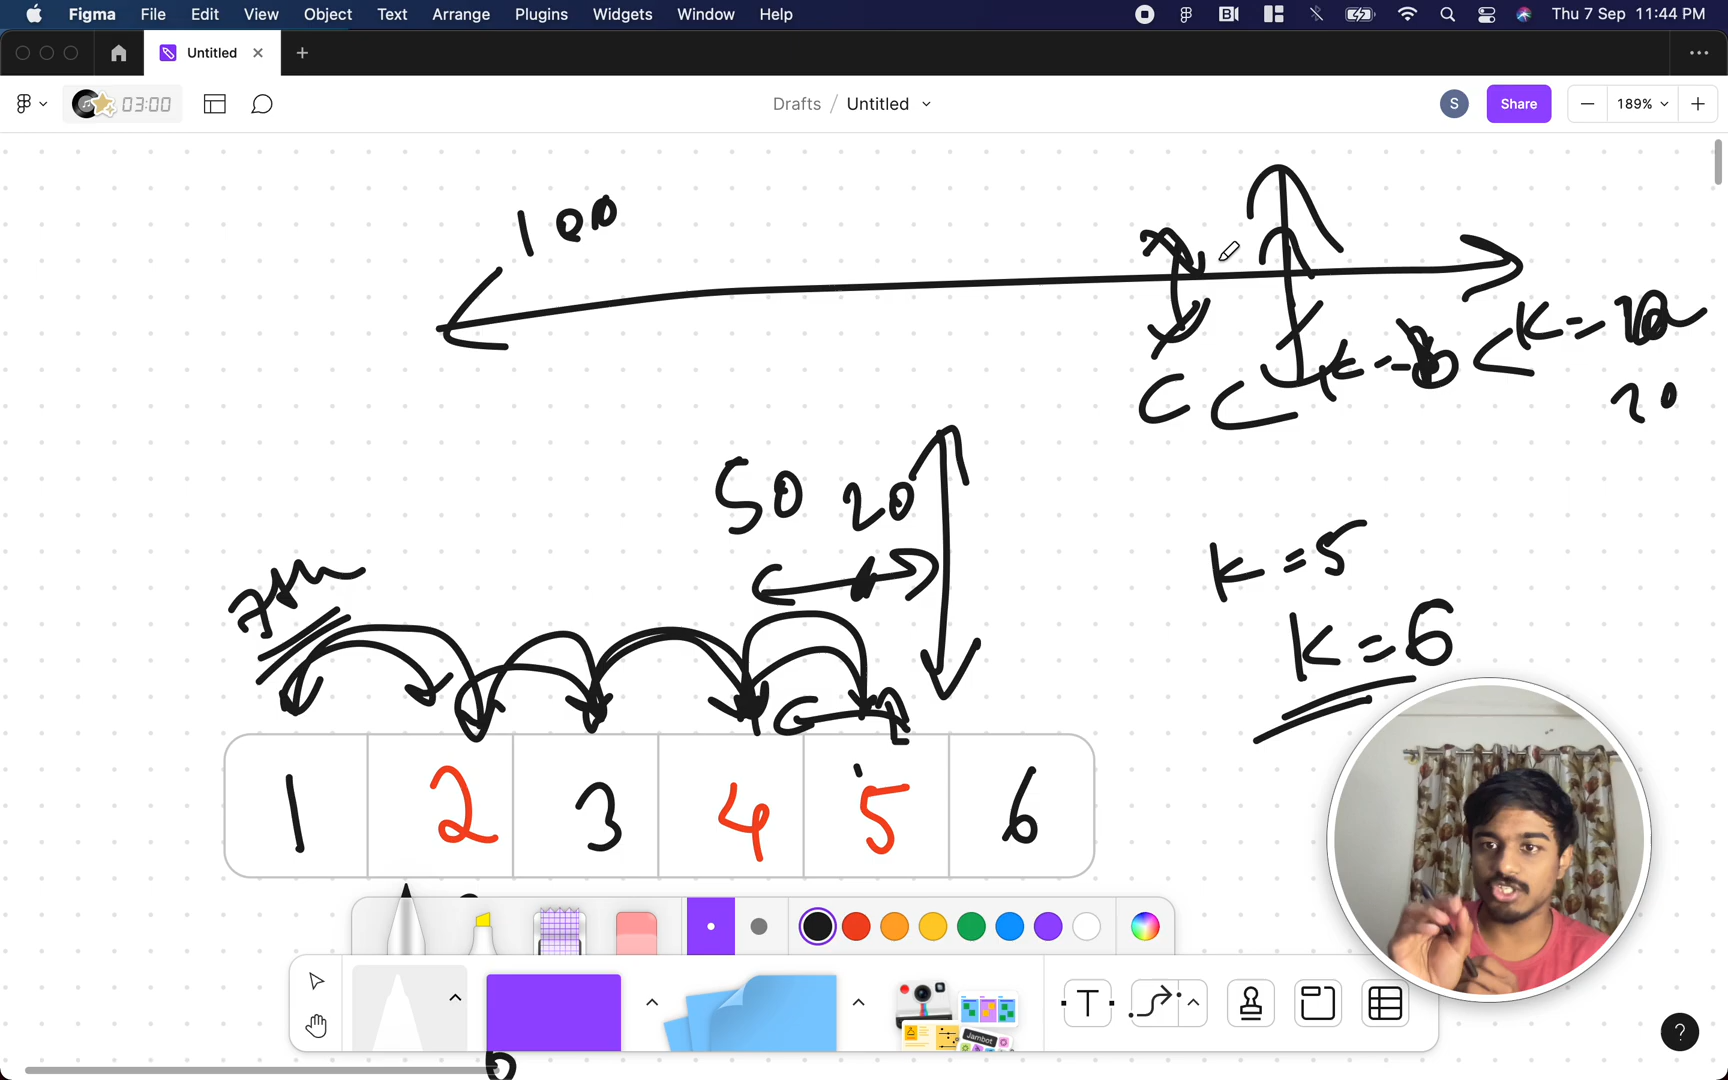 Figma File Edit View Object Text Arrange Plugins Widgets Window Help Thu 7 Sep 11:44 PM
Untitled
03:00 Drafts / Untitled S Share 189%
100
K=
20
50 20
K=5
K=6
1 2 3 4 5 6
T
Jambot
?